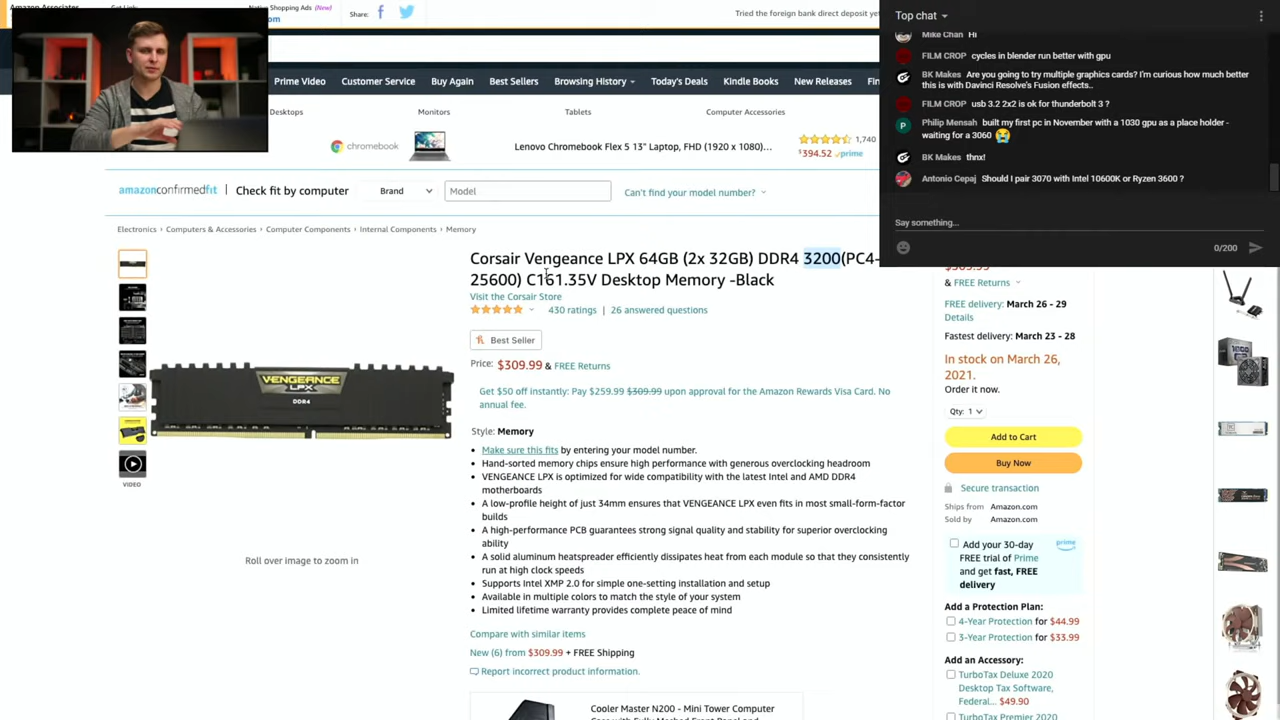 Amazon Associates
Get Link:
Native Shopping Ads (New)
Share:
Tried the foreign bank direct deposit ye
Prime Video
Customer Service
Buy Again
Best Sellers
Browsing History
Today's Deals
Kindle Books
New Releases
Desktops
Monitors
Tablets
Computer Accessories
chromebook
Lenovo Chromebook Flex 5 13" Laptop, FHD (1920 x 1080)...
1,740
$394.52 prime
amazonconfirmedfit | Check fit by computer
Brand
Model
Can't find your model number?
Electronics › Computers & Accessories › Computer Components › Internal Components › Memory
Corsair Vengeance LPX 64GB (2x 32GB) DDR4 3200(PC4-
25600) C161.35V Desktop Memory -Black
Visit the Corsair Store
430 ratings | 26 answered questions
Best Seller
Price: $309.99 & FREE Returns
Get $50 off instantly: Pay $259.99 $309.99 upon approval for the Amazon Rewards Visa Card. No
annual fee.
Style: Memory
• Make sure this fits by entering your model number.
• Hand-sorted memory chips ensure high performance with generous overclocking headroom
• VENGEANCE LPX is optimized for wide compatibility with the latest Intel and AMD DDR4
motherboards
• A low-profile height of just 34mm ensures that VENGEANCE LPX even fits in most small-form-factor
builds
• A high-performance PCB guarantees strong signal quality and stability for superior overclocking
ability
• A solid aluminum heatspreader efficiently dissipates heat from each module so that they consistently
run at high clock speeds
• Supports Intel XMP 2.0 for simple one-setting installation and setup
• Available in multiple colors to match the style of your system
• Limited lifetime warranty provides complete peace of mind
Compare with similar items
New (6) from $309.99 + FREE Shipping
Report incorrect product information.
Cooler Master N200 - Mini Tower Computer
VENGEANCE
LPX
DDR4
VIDEO
Roll over image to zoom in
Top chat
Mike Chan Hi
FILM CROP cycles in blender run better with gpu
BK Makes Are you going to try multiple graphics cards? I'm curious how much better
this is with Davinci Resolve's Fusion effects..
FILM CROP usb 3.2 2x2 is ok for thunderbolt 3 ?
Philip Mensah built my first pc in November with a 1030 gpu as a place holder -
waiting for a 3060 😭
BK Makes thnx!
Antonio Cepaj Should I pair 3070 with Intel 10600K or Ryzen 3600 ?
Say something...
0/200
& FREE Returns
FREE delivery: March 26 - 29
Details
Fastest delivery: March 23 - 28
In stock on March 26,
2021.
Order it now.
Qty: 1
Add to Cart
Buy Now
Secure transaction
Ships from Amazon.com
Sold by Amazon.com
Add your 30-day
FREE trial of Prime
and get fast, FREE
delivery
prime
Add a Protection Plan:
4-Year Protection for $44.99
3-Year Protection for $33.99
Add an Accessory:
TurboTax Deluxe 2020
Desktop Tax Software,
Federal... $49.90
TurboTax Premier 2020